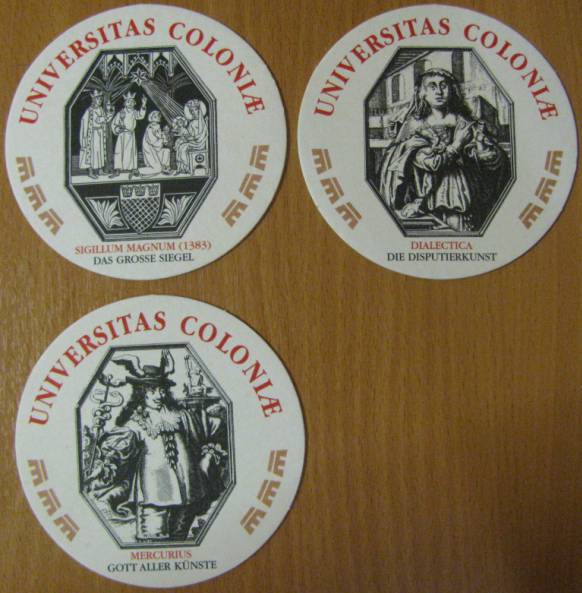 UNIVERSITAS COLONIÆ
SIGILLUM MAGNUM (1383)
DAS GROSSE SIEGEL
UNIVERSITAS COLONIÆ
DIALECTICA
DIE DISPUTIERKUNST
UNIVERSITAS COLONIÆ
MERCURIUS
GOTT ALLER KÜNSTE